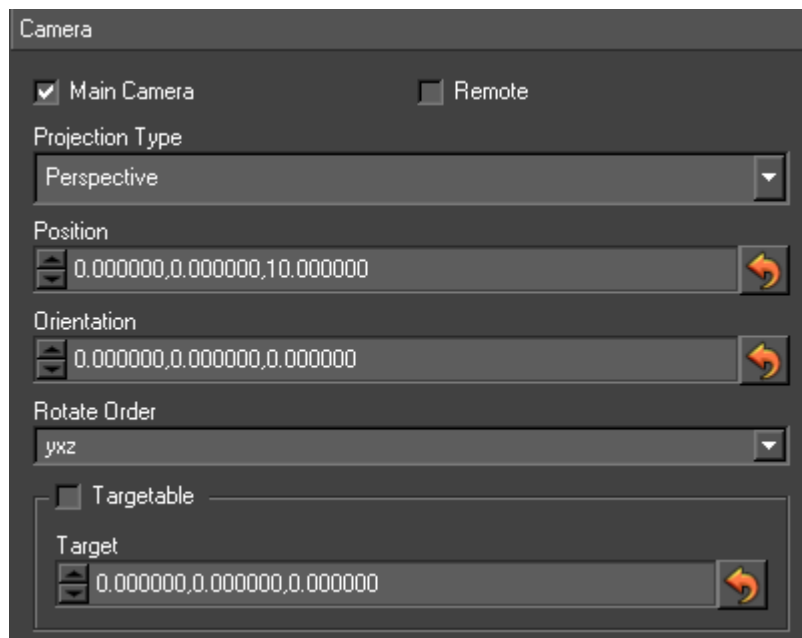 Camera
Main Camera Remote
Projection Type
Perspective
Position
0.000000,0.000000,10.000000
Orientation
0.000000,0.000000,0.000000
Rotate Order
yxz
Targetable
Target
0.000000,0.000000,0.000000